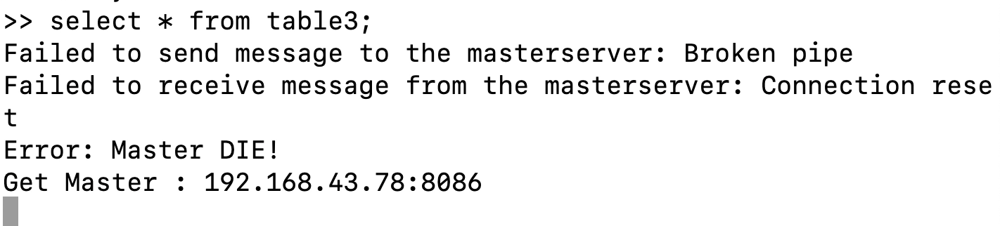 >> select * from table3;
Failed to send message to the masterserver: Broken pipe
Failed to receive message from the masterserver: Connection rese
t
Error: Master DIE!
Get Master : 192.168.43.78:8086